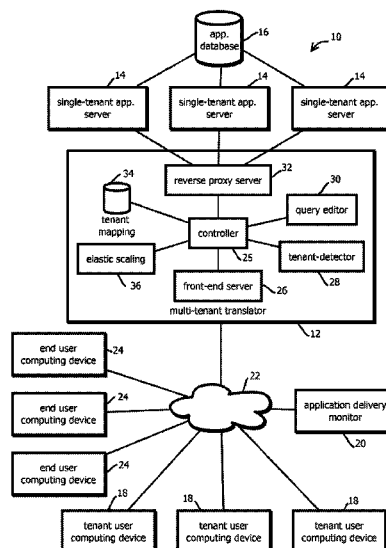 app.
database
16
10
14
14
14
single-tenant app.
server
single-tenant app.
server
single-tenant app.
server
reverse proxy server
32
34
tenant
mapping
30
query editor
controller
25
elastic scaling
36
tenant-detector
28
front-end server
26
multi-tenant translator
12
end user
computing device
24
22
end user
computing device
24
application delivery
monitor
20
end user
computing device
24
18
18
18
tenant user
computing device
tenant user
computing device
tenant user
computing device